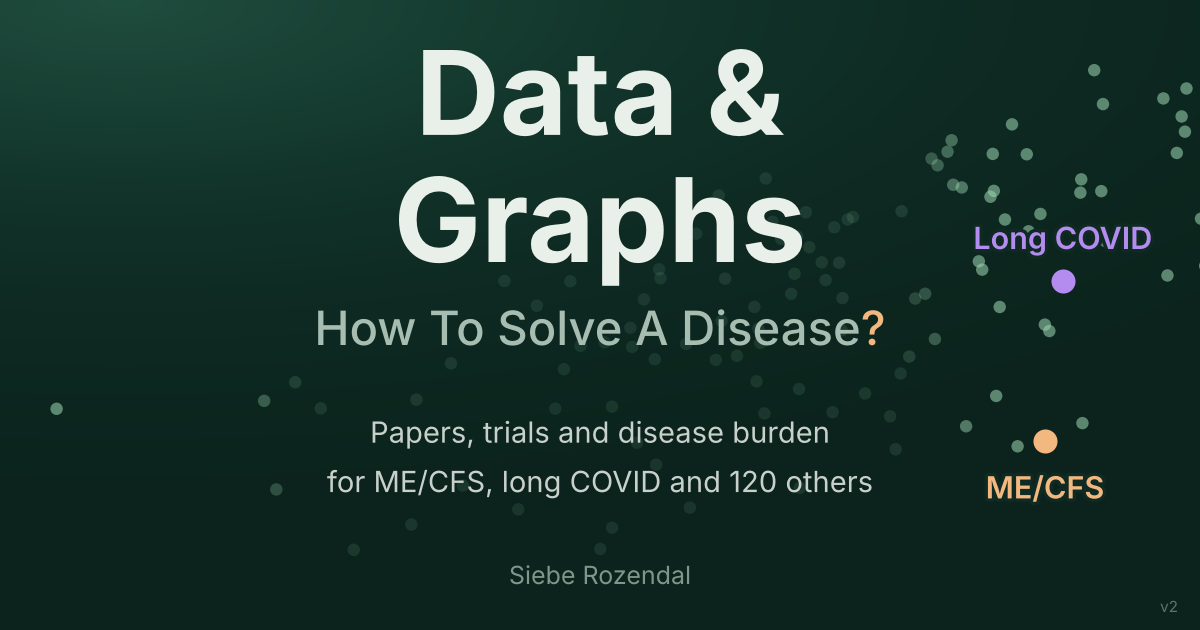 Data &
Graphs
How To Solve A Disease?
Papers, trials and disease burden
for ME/CFS, long COVID and 120 others
Siebe Rozendal
Long COVID
ME/CFS
v2